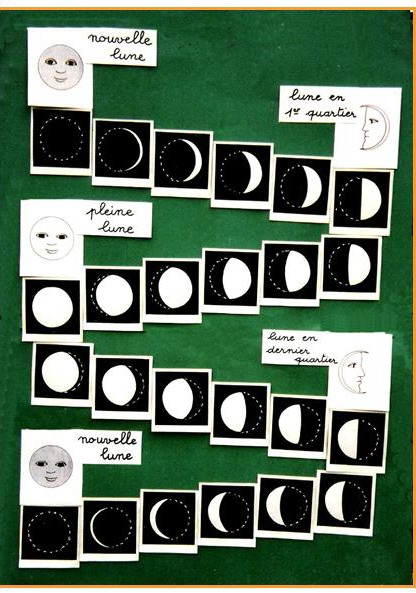 nouvelle
lune
lune en
1er quartier
pleine
lune
lune en
dernier
quartier
nouvelle
lune